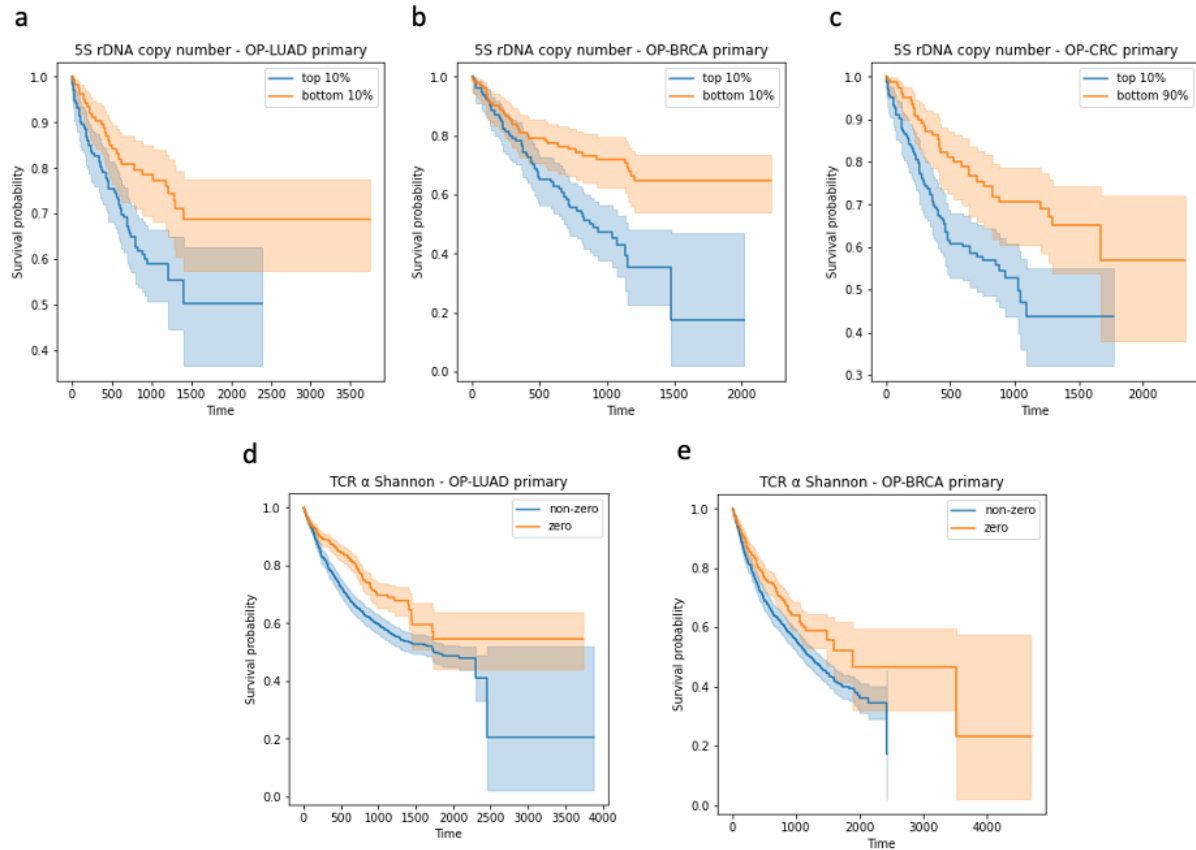 a
5S rDNA copy number - OP-LUAD primary
top 10%
bottom 10%
1.0
0.9
0.8
0.7
0.6
0.5
0.4
Survival probability
0 500 1000 1500 2000 2500 3000 3500
Time
b
5S rDNA copy number - OP-BRCA primary
top 10%
bottom 10%
1.0
0.8
0.6
0.4
0.2
0.0
Survival probability
0 500 1000 1500 2000
Time
c
5S rDNA copy number - OP-CRC primary
top 10%
bottom 90%
1.0
0.9
0.8
0.7
0.6
0.5
0.4
0.3
Survival probability
0 500 1000 1500 2000
Time
d
TCR α Shannon - OP-LUAD primary
non-zero
zero
1.0
0.8
0.6
0.4
0.2
0.0
Survival probability
0 500 1000 1500 2000 2500 3000 3500 4000
Time
e
TCR α Shannon - OP-BRCA primary
non-zero
zero
1.0
0.8
0.6
0.4
0.2
0.0
Survival probability
0 1000 2000 3000 4000
Time